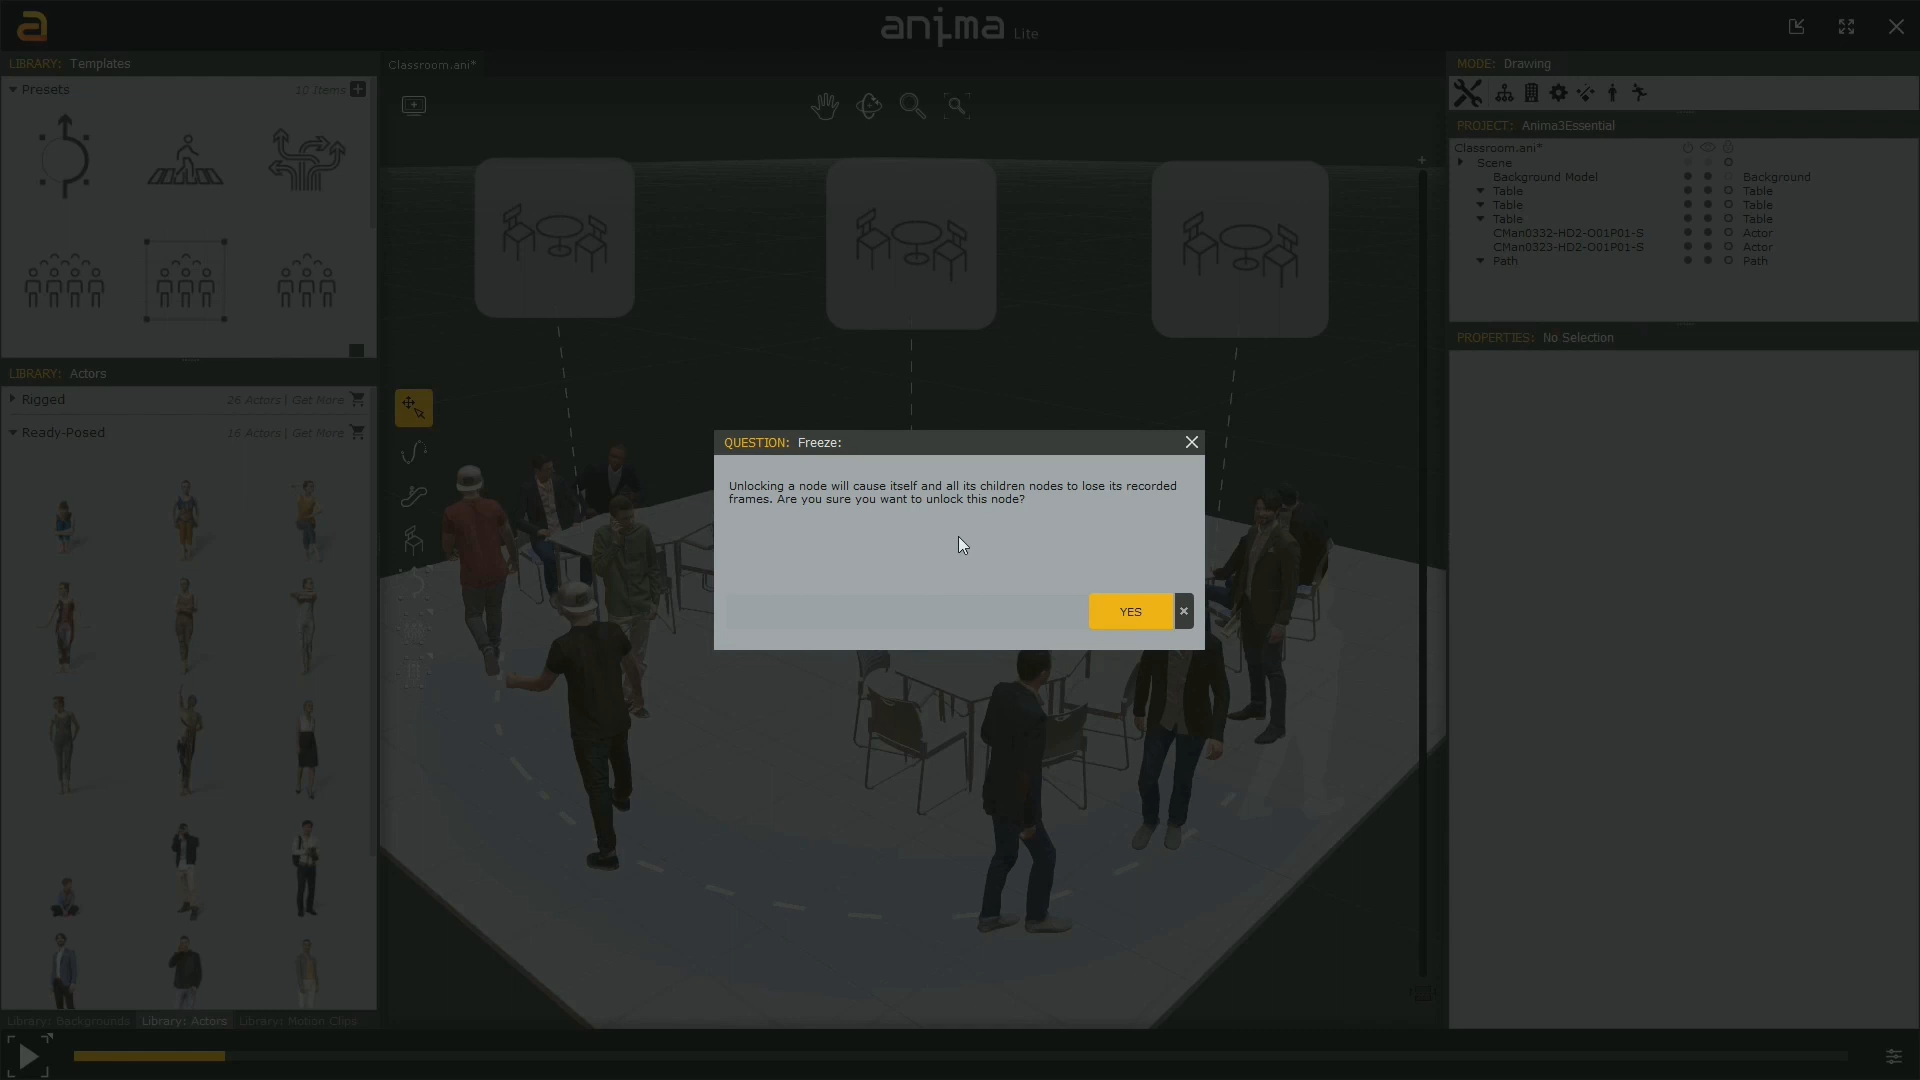 a
anima Lite
LIBRARY: Templates
Classroom.ani*
MODE: Drawing
Presets
10 Items
PROJECT: Anima3Essential
Classroom.ani*
Scene
Background Model Background
Table Table
Table Table
Table Table
CMan0332-HD2-O01P01-S Actor
CMan0323-HD2-O01P01-S Actor
Path Path
PROPERTIES: No Selection
LIBRARY: Actors
Rigged
26 Actors | Get More
Ready-Posed
16 Actors | Get More
QUESTION: Freeze:
Unlocking a node will cause itself and all its children nodes to lose its recorded
frames. Are you sure you want to unlock this node?
YES
Library: Backgrounds Library: Actors Library: Motion Clips